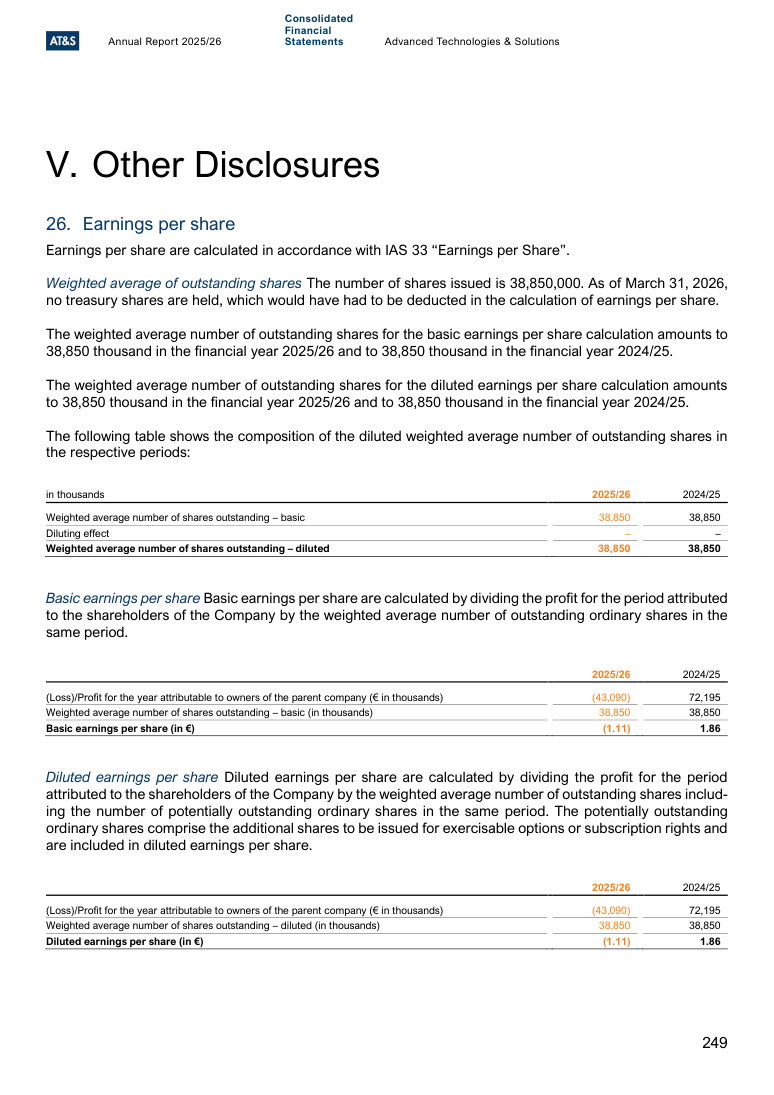 Consolidated
Financial
Statements
AT&S Annual Report 2025/26 Advanced Technologies & Solutions
V. Other Disclosures
26. Earnings per share
Earnings per share are calculated in accordance with IAS 33 “Earnings per Share”.
Weighted average of outstanding shares The number of shares issued is 38,850,000. As of March 31, 2026,
no treasury shares are held, which would have had to be deducted in the calculation of earnings per share.
The weighted average number of outstanding shares for the basic earnings per share calculation amounts to
38,850 thousand in the financial year 2025/26 and to 38,850 thousand in the financial year 2024/25.
The weighted average number of outstanding shares for the diluted earnings per share calculation amounts
to 38,850 thousand in the financial year 2025/26 and to 38,850 thousand in the financial year 2024/25.
The following table shows the composition of the diluted weighted average number of outstanding shares in
the respective periods:
in thousands 2025/26 2024/25
Weighted average number of shares outstanding – basic 38,850 38,850
Diluting effect – –
Weighted average number of shares outstanding – diluted 38,850 38,850
Basic earnings per share Basic earnings per share are calculated by dividing the profit for the period attributed
to the shareholders of the Company by the weighted average number of outstanding ordinary shares in the
same period.
2025/26 2024/25
(Loss)/Profit for the year attributable to owners of the parent company (€ in thousands) (43,090) 72,195
Weighted average number of shares outstanding – basic (in thousands) 38,850 38,850
Basic earnings per share (in €) (1.11) 1.86
Diluted earnings per share Diluted earnings per share are calculated by dividing the profit for the period
attributed to the shareholders of the Company by the weighted average number of outstanding shares includ-
ing the number of potentially outstanding ordinary shares in the same period. The potentially outstanding
ordinary shares comprise the additional shares to be issued for exercisable options or subscription rights and
are included in diluted earnings per share.
2025/26 2024/25
(Loss)/Profit for the year attributable to owners of the parent company (€ in thousands) (43,090) 72,195
Weighted average number of shares outstanding – diluted (in thousands) 38,850 38,850
Diluted earnings per share (in €) (1.11) 1.86
249